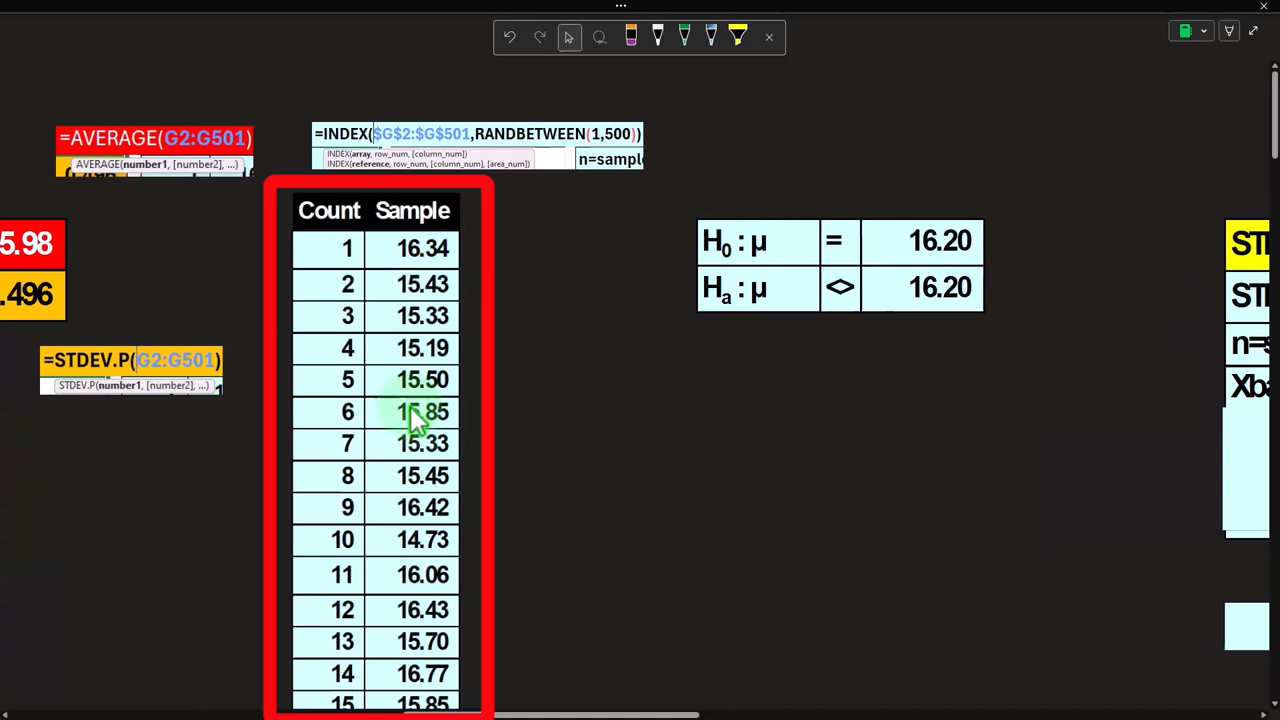 =AVERAGE(G2:G501)
AVERAGE(number1, [number2], ...)
=INDEX($G$2:$G$501,RANDBETWEEN(1,500))
INDEX(array, row_num, [column_num])
INDEX(reference, row_num, [column_num], [area_num])
n=sampl
5.98
.496
=STDEV.P(G2:G501)
STDEV.P(number1, [number2], ...)
Count Sample
1 16.34
2 15.43
3 15.33
4 15.19
5 15.50
6 15.85
7 15.33
8 15.45
9 16.42
10 14.73
11 16.06
12 16.43
13 15.70
14 16.77
15 15.85
H0 : µ = 16.20
Ha : µ <> 16.20
ST
ST
n=s
Xba